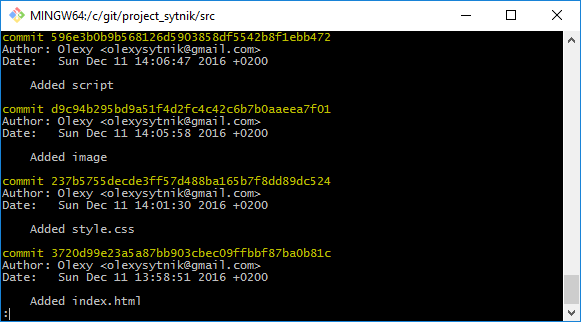 MINGW64:/c/git/project_sytnik/src
commit 596e3b0b9b568126d5903858df5542b8f1ebb472
Author: Olexy <olexysytnik@gmail.com>
Date:   Sun Dec 11 14:06:47 2016 +0200
Added script
commit d9c94b295bd9a51f4d2fc4c42c6b7b0aaeea7f01
Author: Olexy <olexysytnik@gmail.com>
Date:   Sun Dec 11 14:05:58 2016 +0200
Added image
commit 237b5755decde3ff57d488ba165b7f8dd89dc524
Author: Olexy <olexysytnik@gmail.com>
Date:   Sun Dec 11 14:01:30 2016 +0200
Added style.css
commit 3720d99e23a5a87bb903cbec09ffbbf87ba0b81c
Author: Olexy <olexysytnik@gmail.com>
Date:   Sun Dec 11 13:58:51 2016 +0200
Added index.html
: